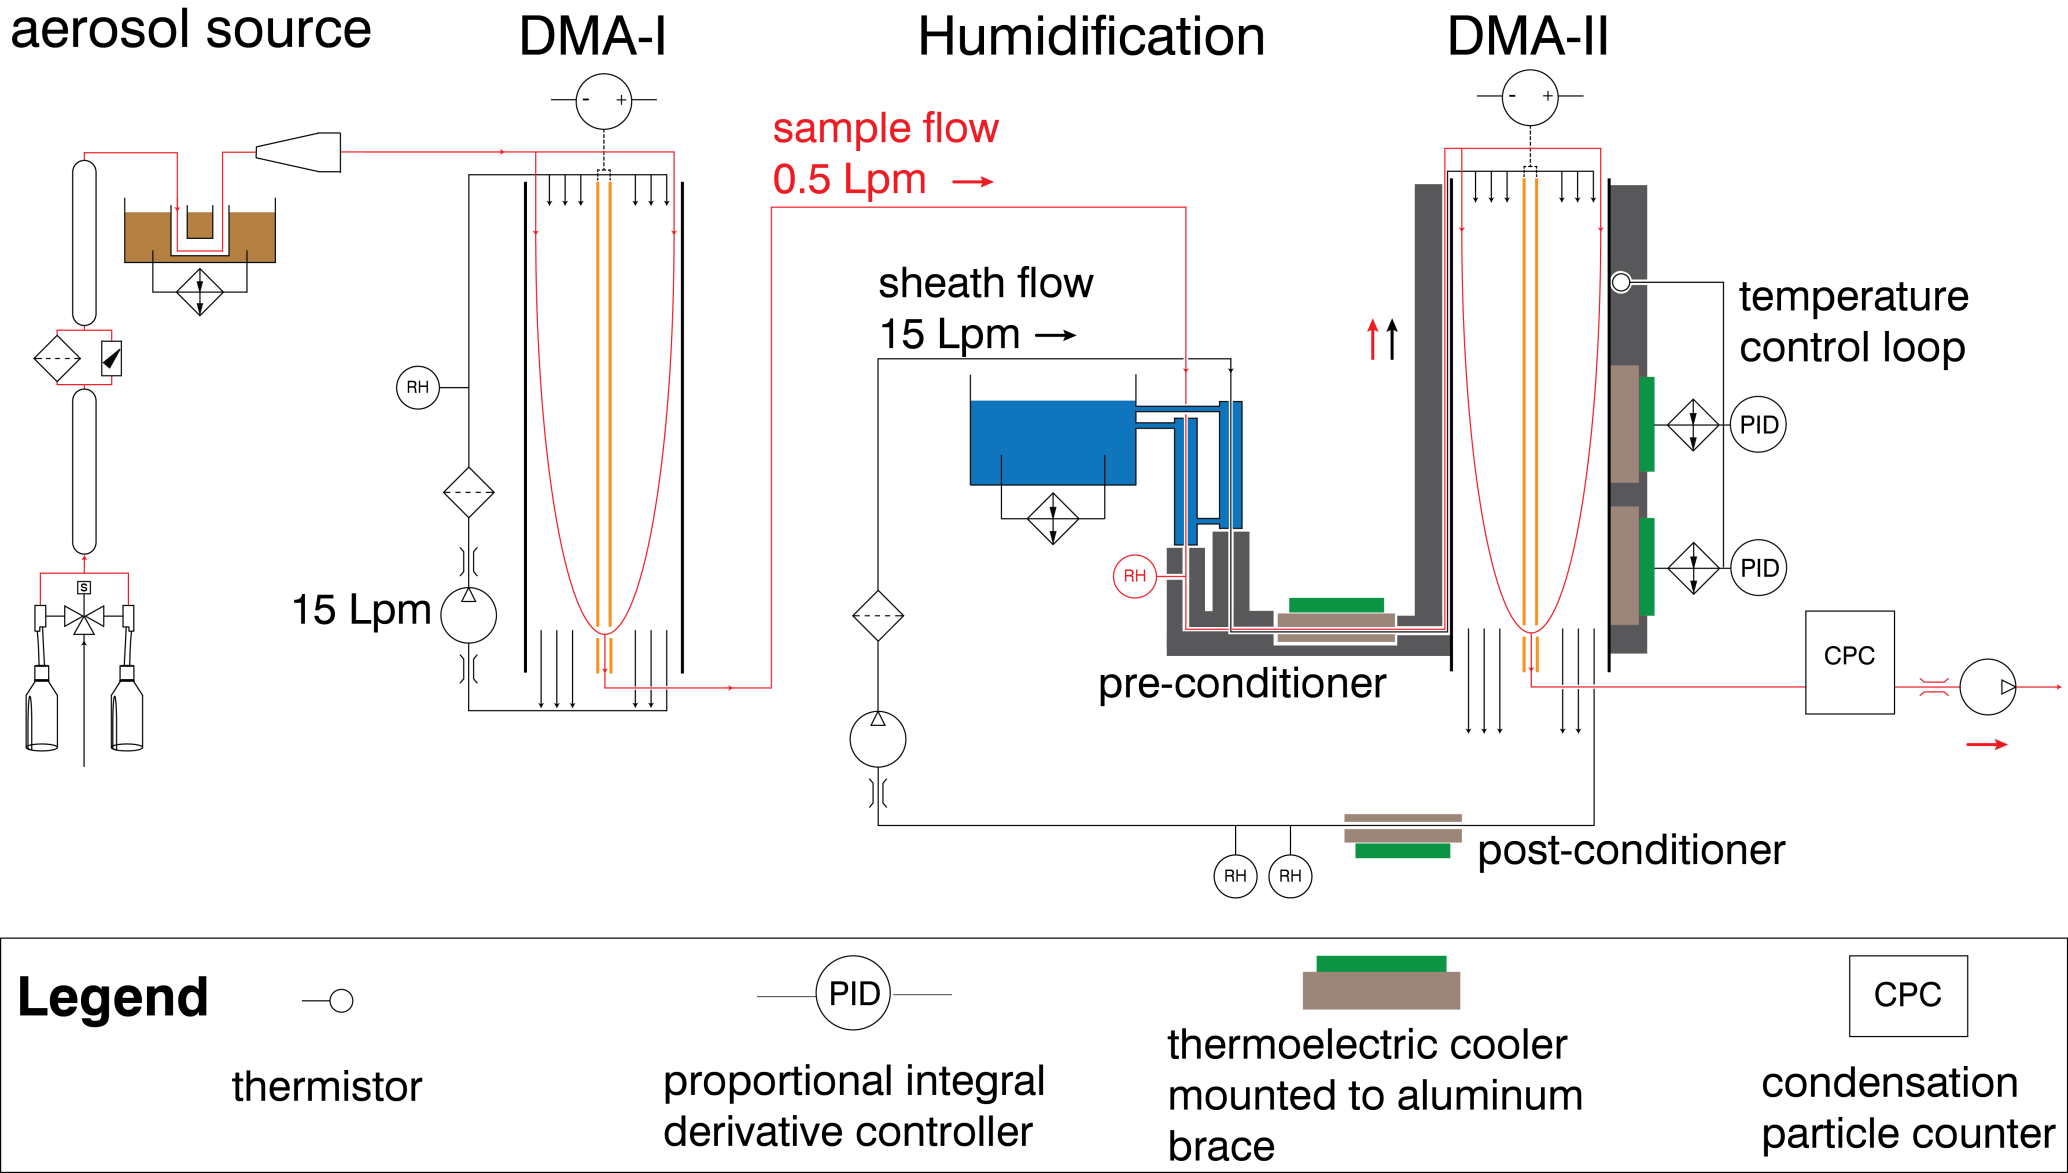 aerosol source
DMA-I
Humidification
DMA-II
- +
- +
sample flow
0.5 Lpm
sheath flow
15 Lpm
temperature
control loop
RH
PID
PID
RH
S
15 Lpm
CPC
pre-conditioner
post-conditioner
RH
RH
Legend
thermistor
PID
proportional integral
derivative controller
thermoelectric cooler
mounted to aluminum
brace
CPC
condensation
particle counter